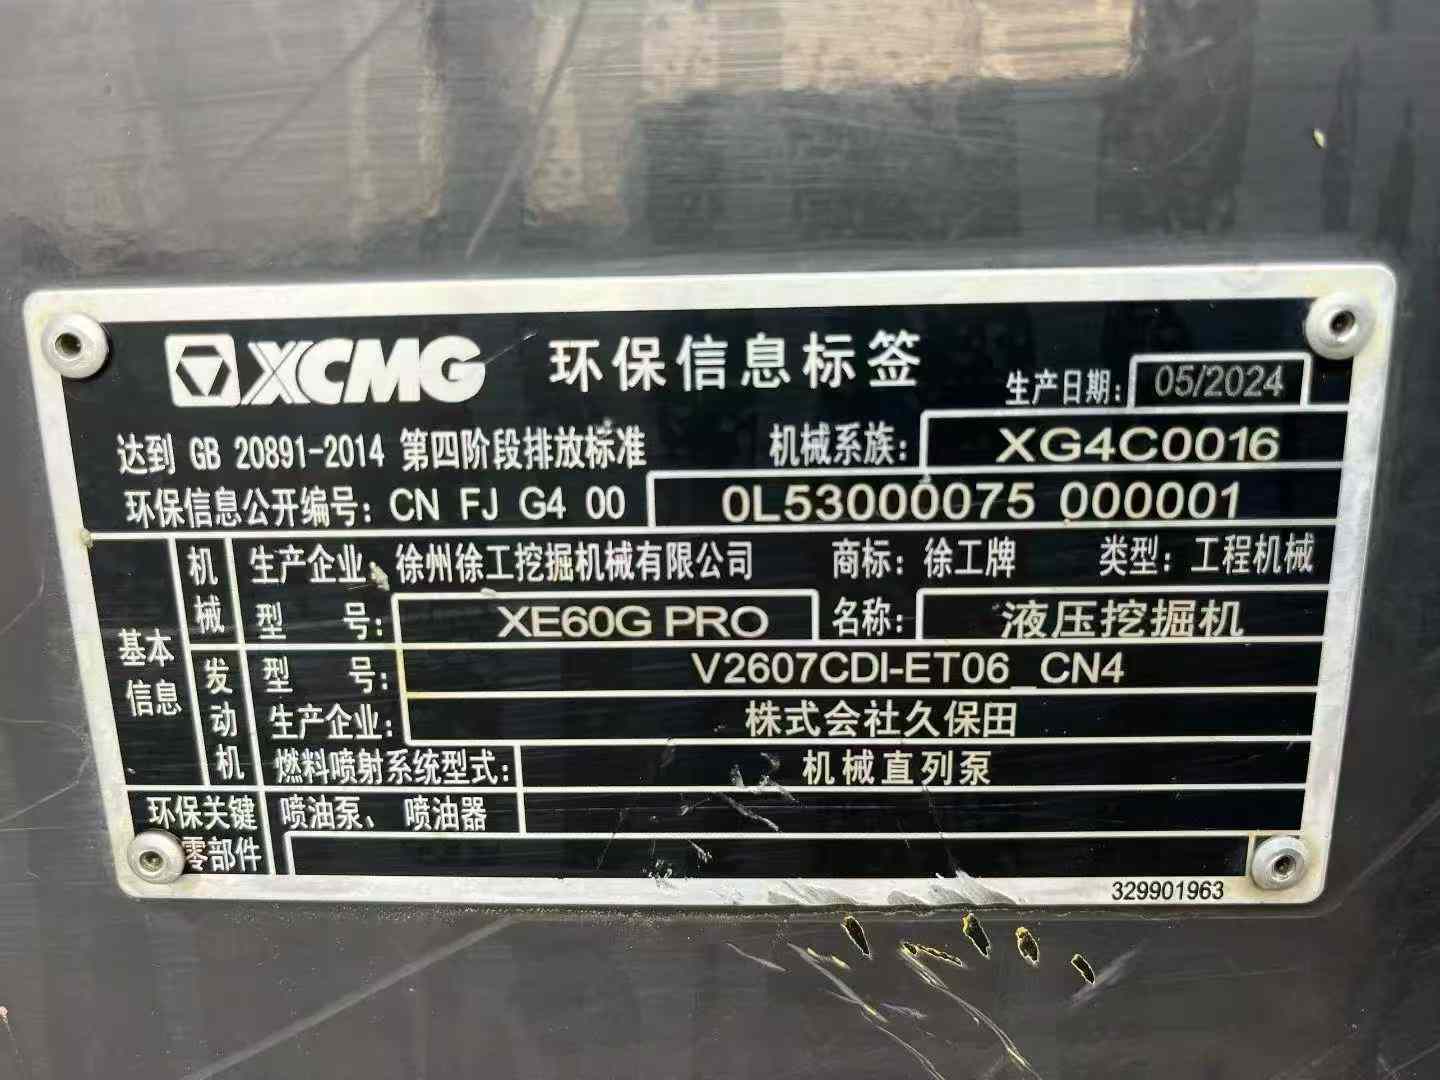 XCMG 环保信息标签 生产日期: 05/2024
达到 GB 20891-2014 第四阶段排放标准 机械系族: XG4C0016
环保信息公开编号: CN FJ G4 00 0L53000075 000001
基本信息
机械
生产企业: 徐州徐工挖掘机械有限公司 商标: 徐工牌 类型: 工程机械
型 号: XE60G PRO 名称: 液压挖掘机
发动机
型 号: V2607CDI-ET06_CN4
生产企业: 株式会社久保田
燃料喷射系统型式: 机械直列泵
环保关键零部件
喷油泵、喷油器
329901963